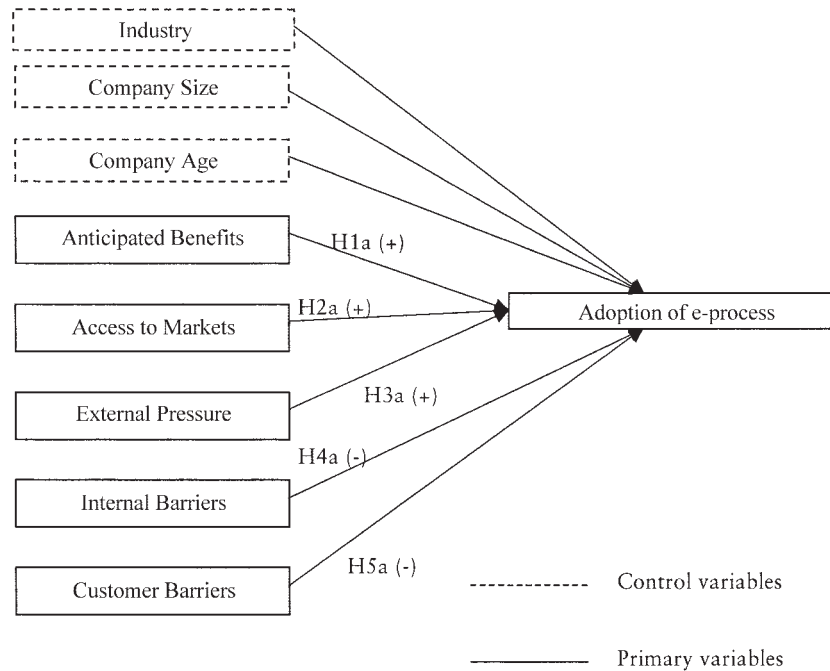 Industry
Company Size
Company Age
Anticipated Benefits
H1a (+)
H2a (+)
Adoption of e-process
Access to Markets
External Pressure
H3a (+)
H4a (-)
Internal Barriers
H5a (-)
Customer Barriers
Control variables
Primary variables